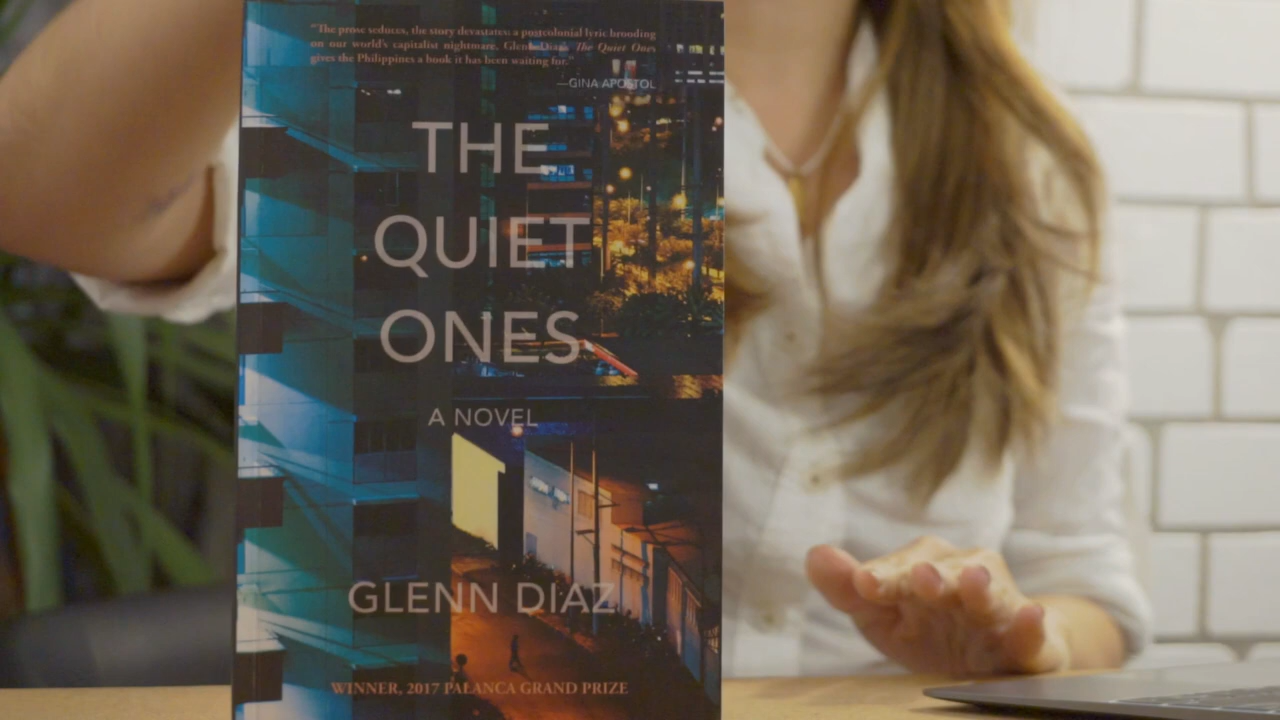 "The prose seduces, the story devastates: a postcolonial lyric brooding
on our world's capitalist nightmare. Glenn Diaz's The Quiet Ones
gives the Philippines a book it has been waiting for."
—GINA APOSTOL
THE
QUIET
ONES
A NOVEL
GLENN DIAZ
WINNER, 2017 PALANCA GRAND PRIZE